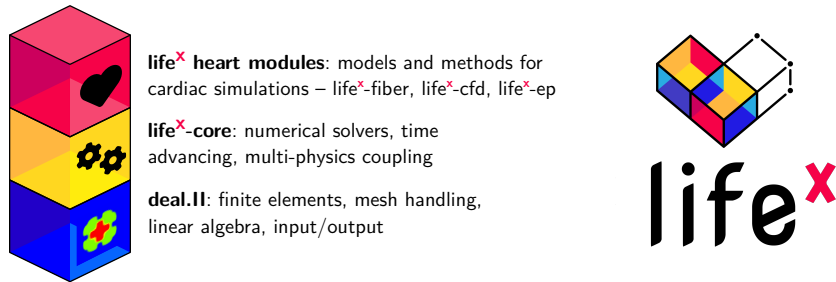 lifeˣ heart modules: models and methods for
cardiac simulations – lifeˣ-fiber, lifeˣ-cfd, lifeˣ-ep
lifeˣ-core: numerical solvers, time
advancing, multi-physics coupling
deal.II: finite elements, mesh handling,
linear algebra, input/output
lifeˣ